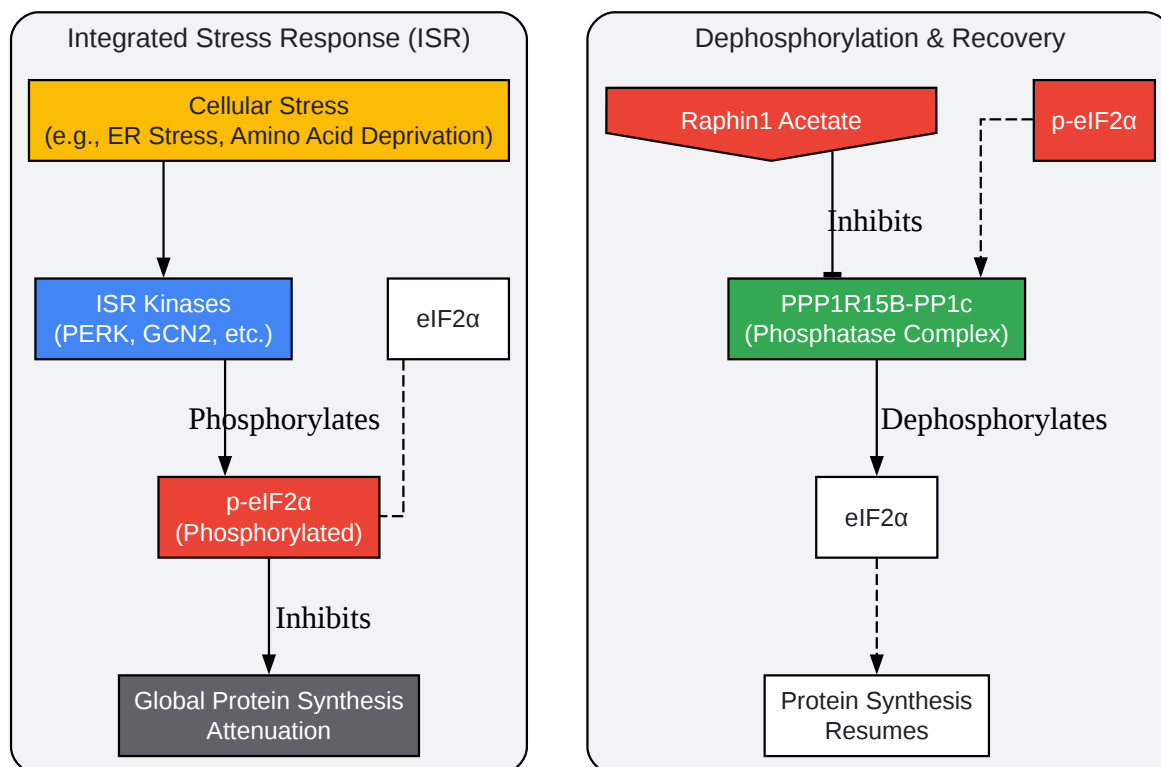 Integrated Stress Response (ISR)
Cellular Stress
(e.g., ER Stress, Amino Acid Deprivation)
ISR Kinases
(PERK, GCN2, etc.)
eIF2α
Phosphorylates
p-eIF2α
(Phosphorylated)
Inhibits
Global Protein Synthesis
Attenuation
Dephosphorylation & Recovery
Raphin1 Acetate
p-eIF2α
Inhibits
PPP1R15B-PP1c
(Phosphatase Complex)
Dephosphorylates
eIF2α
Protein Synthesis
Resumes